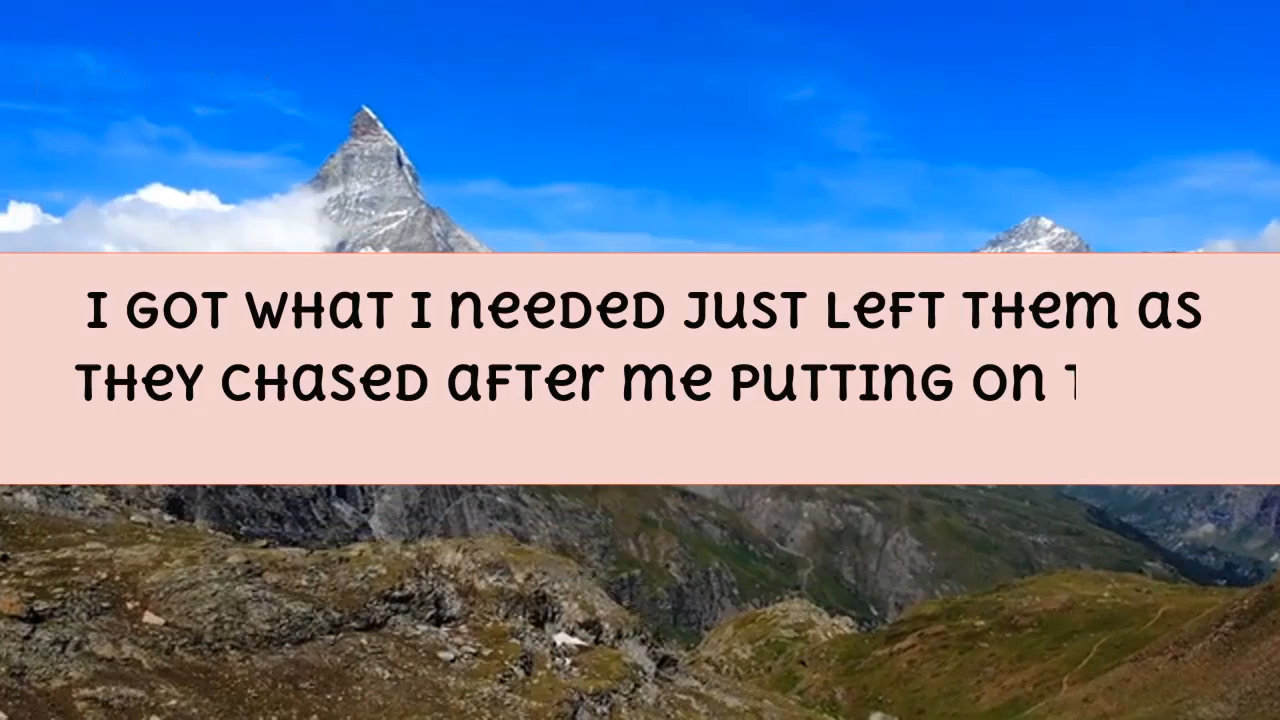 I GOT WHAT I NEEDED JUST LEFT THEM AS
THEY CHASED AFTER ME PUTTING ON